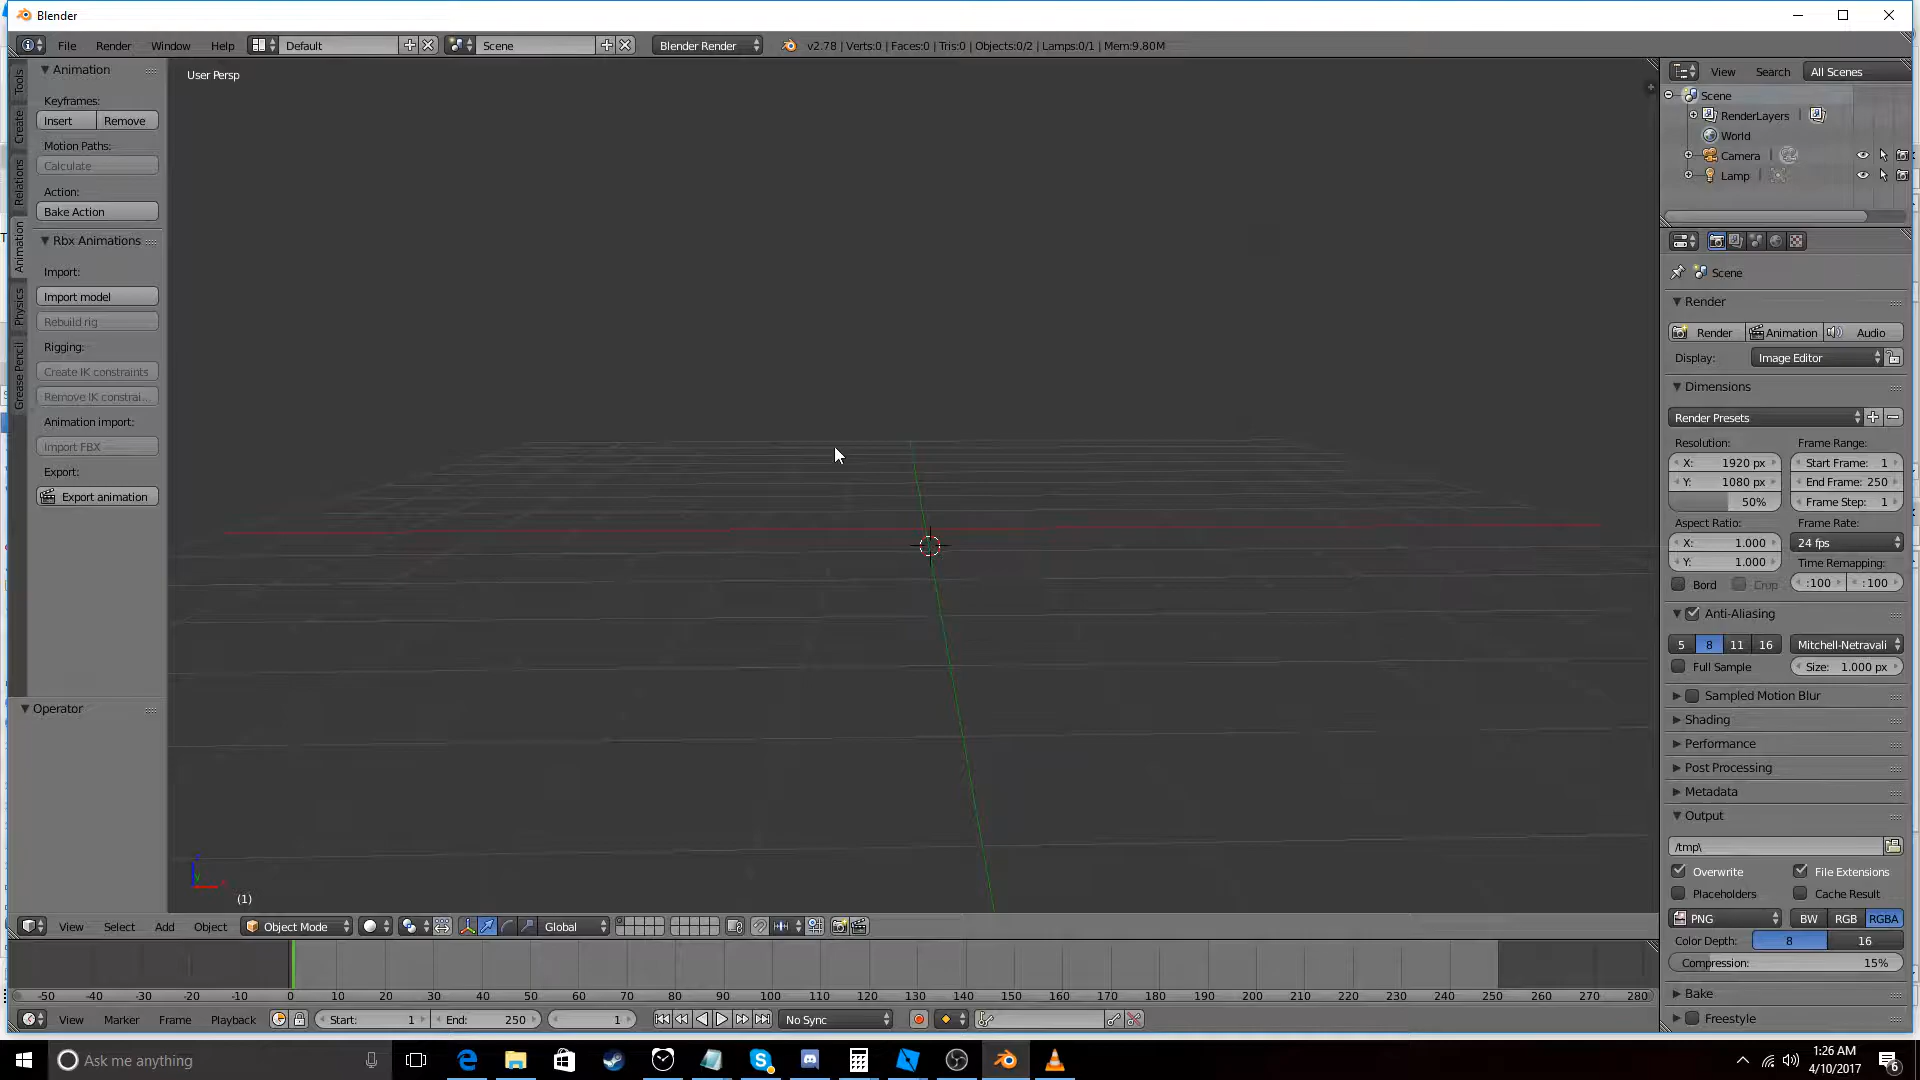 Blender
File Render Window Help Default Scene Blender Render v2.78 | Verts:0 | Faces:0 | Tris:0 | Objects:0/2 | Lamps:0/1 | Mem:9.80M
User Persp
Tools
Create
Relations
Animation
Physics
Grease Pencil
Animation
Keyframes:
Insert Remove
Motion Paths:
Calculate
Action:
Bake Action
Rbx Animations
Import:
Import model
Rebuild rig
Rigging:
Create IK constraints
Remove IK constrai...
Animation import:
Import FBX
Export:
Export animation
Operator
(1)
View Search All Scenes
Scene
RenderLayers
World
Camera
Lamp
Scene
Render
Render Animation Audio
Display: Image Editor
Dimensions
Render Presets
Resolution: Frame Range:
X: 1920 px Start Frame: 1
Y: 1080 px End Frame: 250
50% Frame Step: 1
Aspect Ratio: Frame Rate:
X: 1.000 24 fps
Y: 1.000 Time Remapping:
Bord Crop :100 :100
Anti-Aliasing
5 8 11 16 Mitchell-Netravali
Full Sample Size: 1.000 px
Sampled Motion Blur
Shading
Performance
Post Processing
Metadata
Output
/tmp\
Overwrite File Extensions
Placeholders Cache Result
PNG BW RGB RGBA
Color Depth: 8 16
Compression: 15%
Bake
Freestyle
View Select Add Object Object Mode Global
-50 -40 -30 -20 -10 0 10 20 30 40 50 60 70 80 90 100 110 120 130 140 150 160 170 180 190 200 210 220 230 240 250 260 270 280
View Marker Frame Playback Start: 1 End: 250 1 No Sync
Ask me anything
1:26 AM
4/10/2017
6